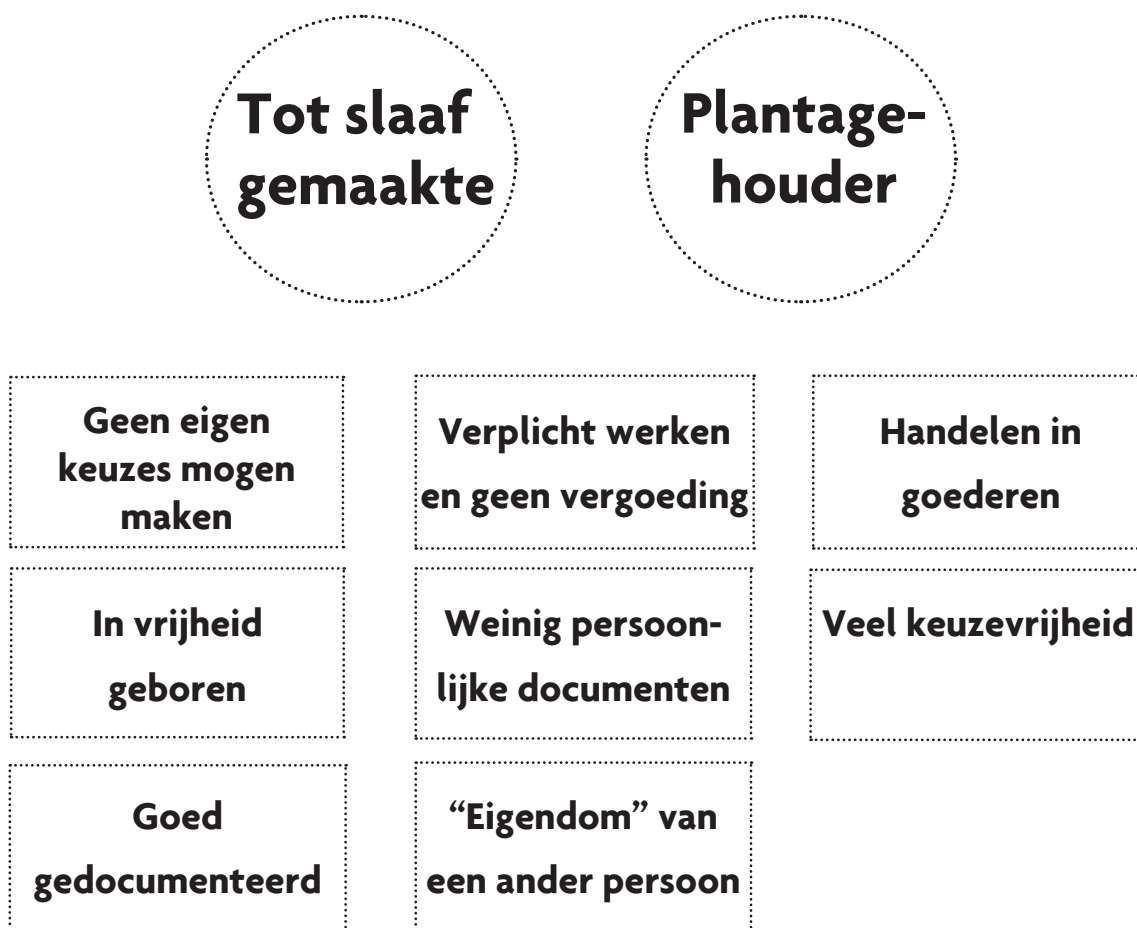 Tot slaaf
gemaakte
Plantage-
houder
Geen eigen
keuzes mogen
maken
Verplicht werken
en geen vergoeding
Handelen in
goederen
In vrijheid
geboren
Weinig persoon-
lijke documenten
Veel keuzevrijheid
Goed
gedocumenteerd
“Eigendom” van
een ander persoon